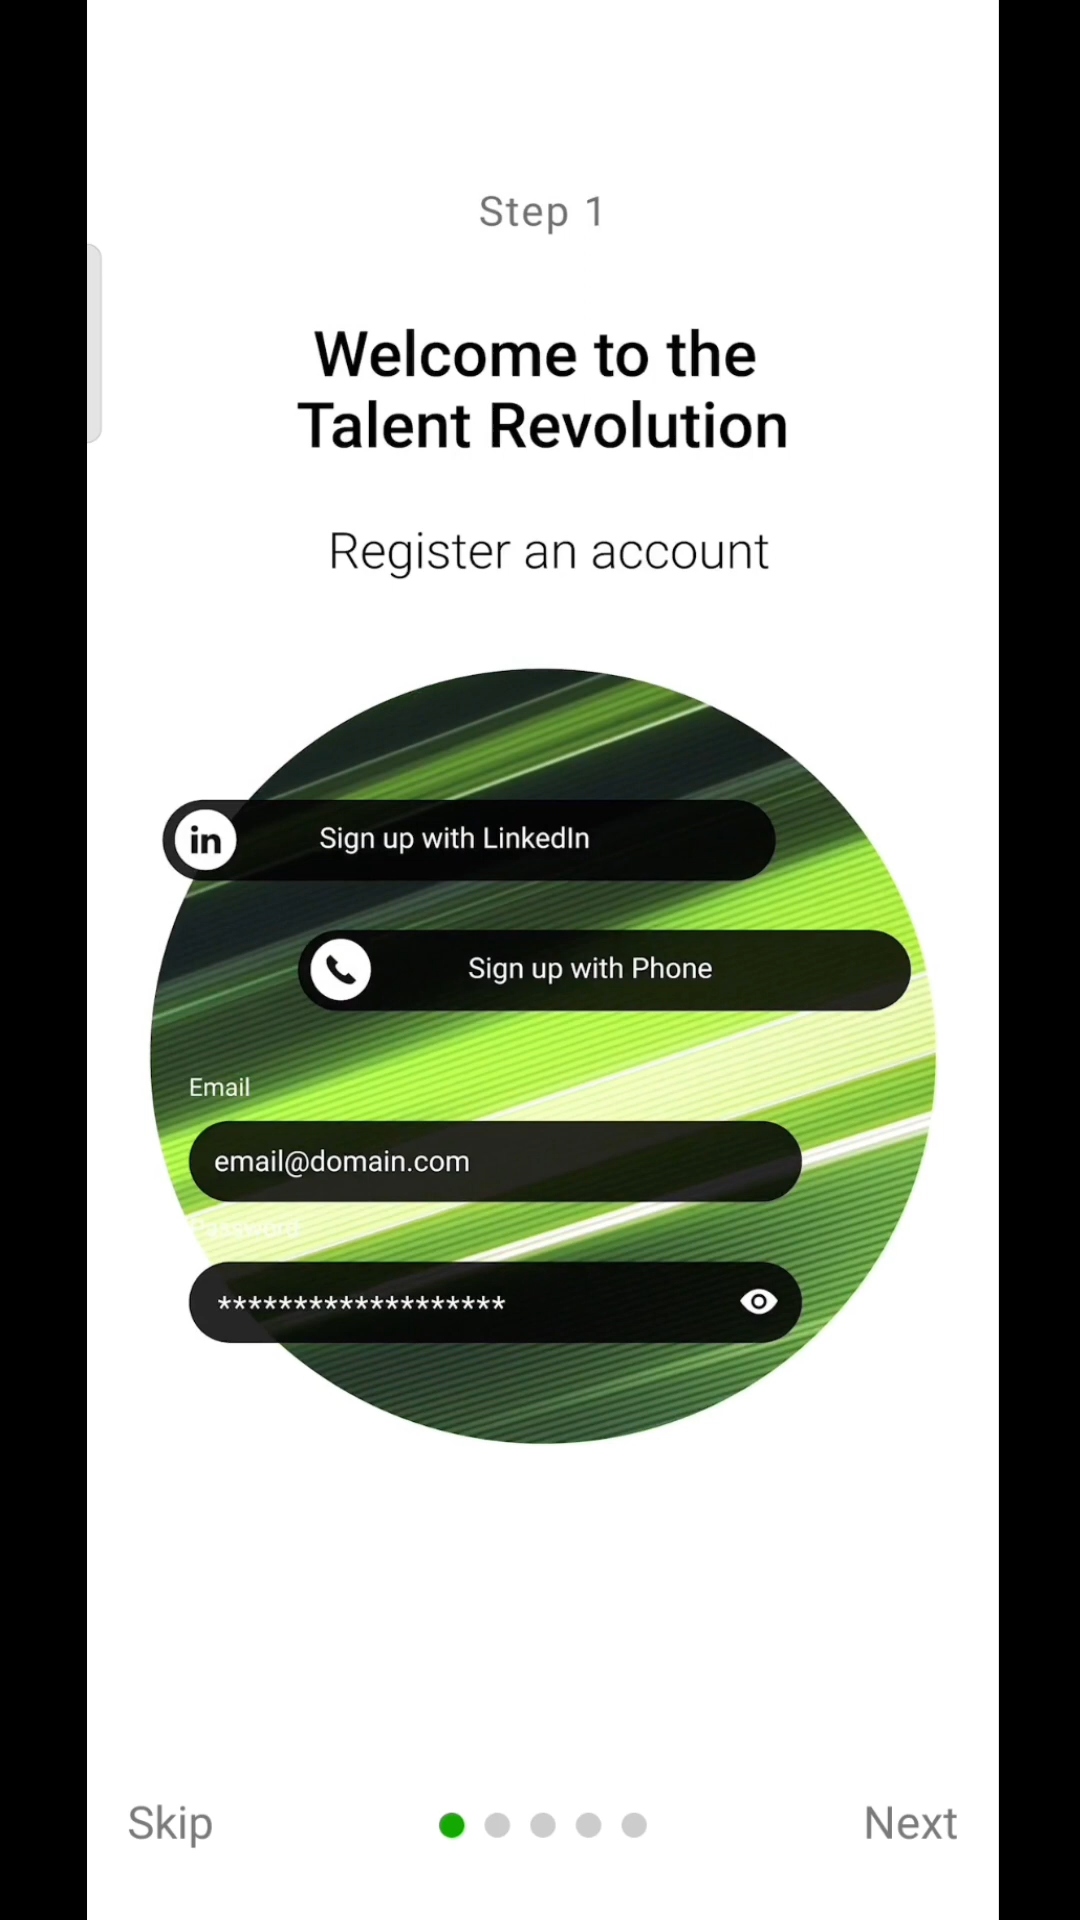 Step 1
Welcome to the
Talent Revolution
Register an account
in
Sign up with LinkedIn
Sign up with Phone
Email
email@domain.com
Password
*******************
Skip
Next